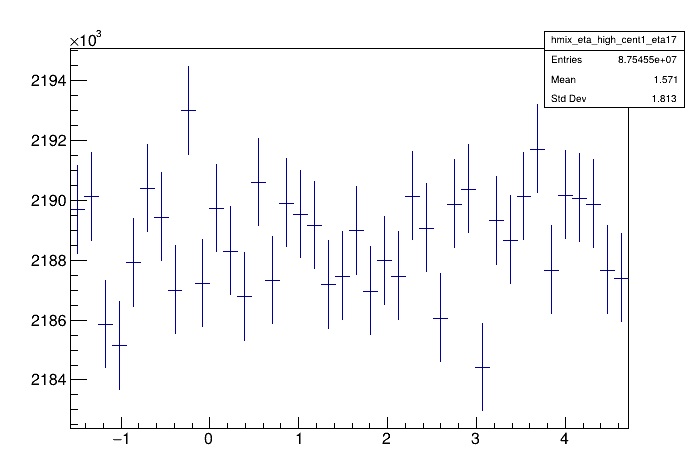 ×10³
hmix_eta_high_cent1_eta17
Entries 8.75455e+07
Mean 1.571
Std Dev 1.813
2194
2192
2190
2188
2186
2184
−1 0 1 2 3 4